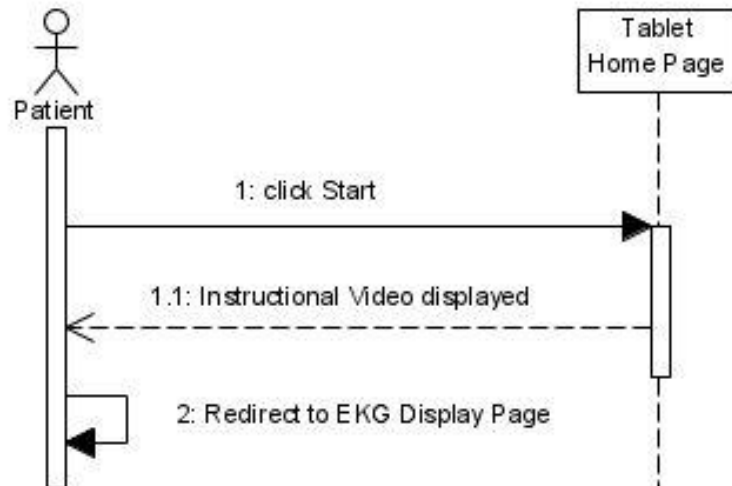 Tablet
Home Page
Patient
1: click Start
1.1: Instructional Video displayed
2: Redirect to EKG Display Page